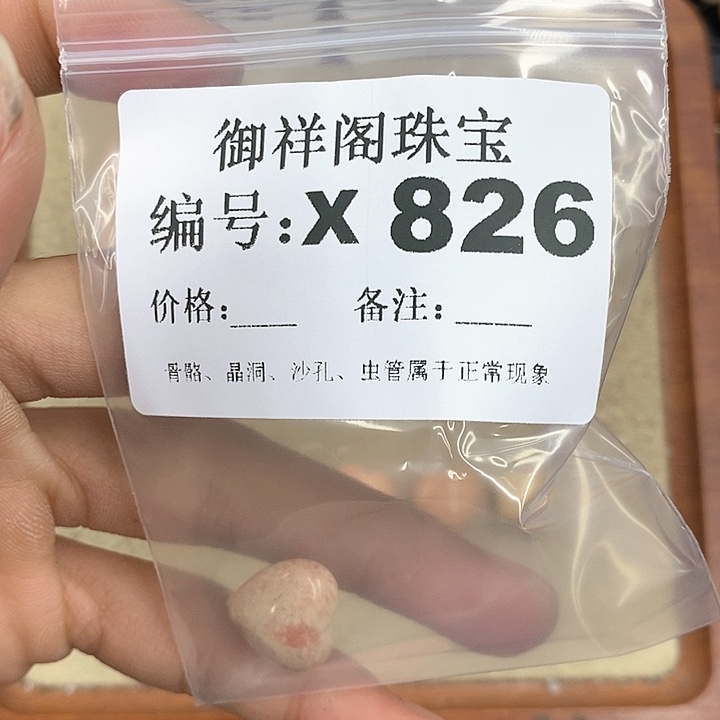 御祥阁珠宝
编号:X 826
价格:____ 备注:____
骨骼、晶洞、沙孔、虫管属于正常现象